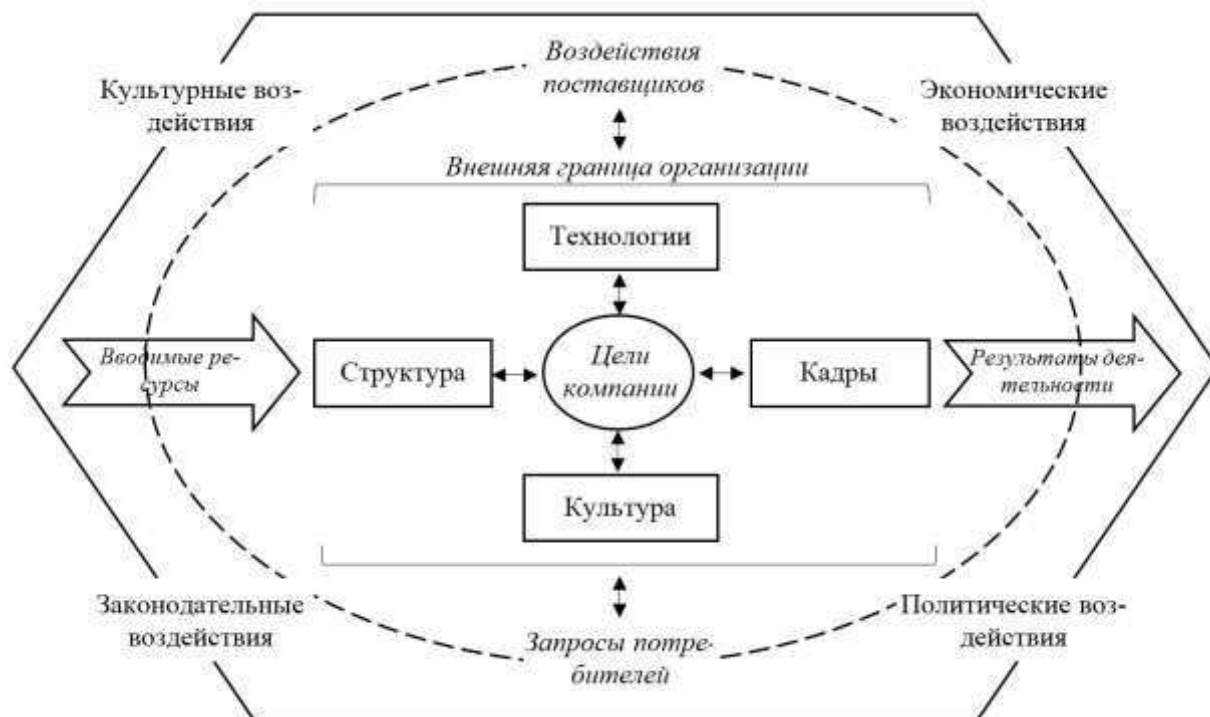 Воздействия
поставщиков
Культурные воз-
действия
Экономические
воздействия
Внешняя граница организации
Технологии
Вводимые ре-
сурсы
Структура
Цели
компании
Кадры
Результаты дея-
тельности
Культура
Законодательные
воздействия
Запросы потре-
бителей
Политические воз-
действия